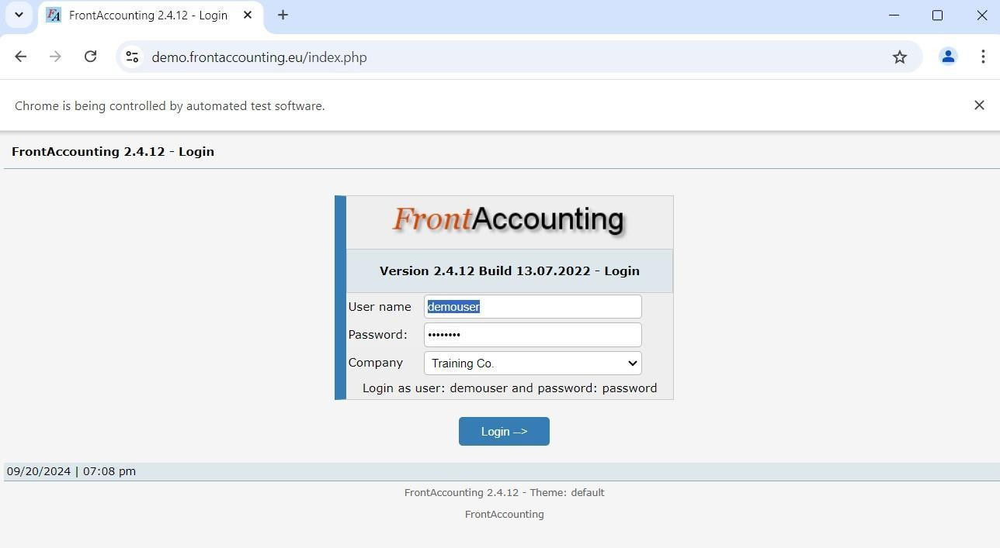 FrontAccounting 2.4.12 - Login
demo.frontaccounting.eu/index.php
Chrome is being controlled by automated test software.
FrontAccounting 2.4.12 - Login
FrontAccounting
Version 2.4.12 Build 13.07.2022 - Login
User name demouser
Password: ••••••••
Company Training Co.
Login as user: demouser and password: password
Login -->
09/20/2024 | 07:08 pm
FrontAccounting 2.4.12 - Theme: default
FrontAccounting